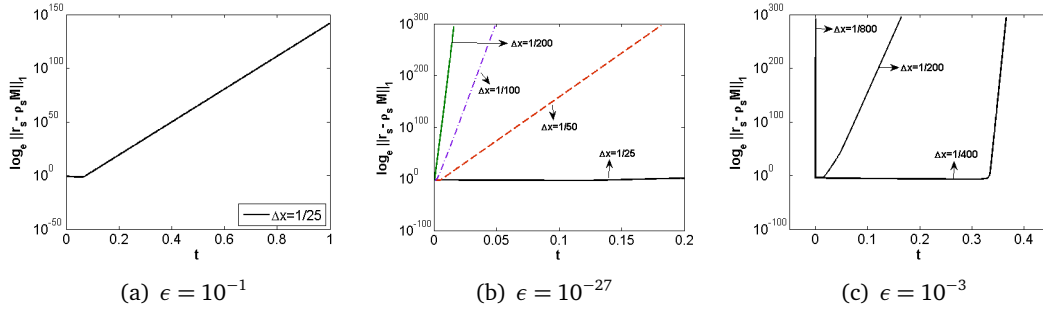 10^150
10^100
10^50
10^0
10^-50
log_e ||r_s - ρ_s M||_1
0 0.2 0.4 0.6 0.8 1
t
Δx=1/25
(a) ϵ = 10^−1
10^300
10^200
10^100
10^0
10^-100
log_e ||r_s - ρ_s M||_1
Δx=1/200
Δx=1/100
Δx=1/50
Δx=1/25
0 0.05 0.1 0.15 0.2
t
(b) ϵ = 10^−27
10^300
10^200
10^100
10^0
10^-100
log_e ||r_s - ρ_s M||_1
Δx=1/800
Δx=1/200
Δx=1/400
0 0.1 0.2 0.3 0.4
t
(c) ϵ = 10^−3